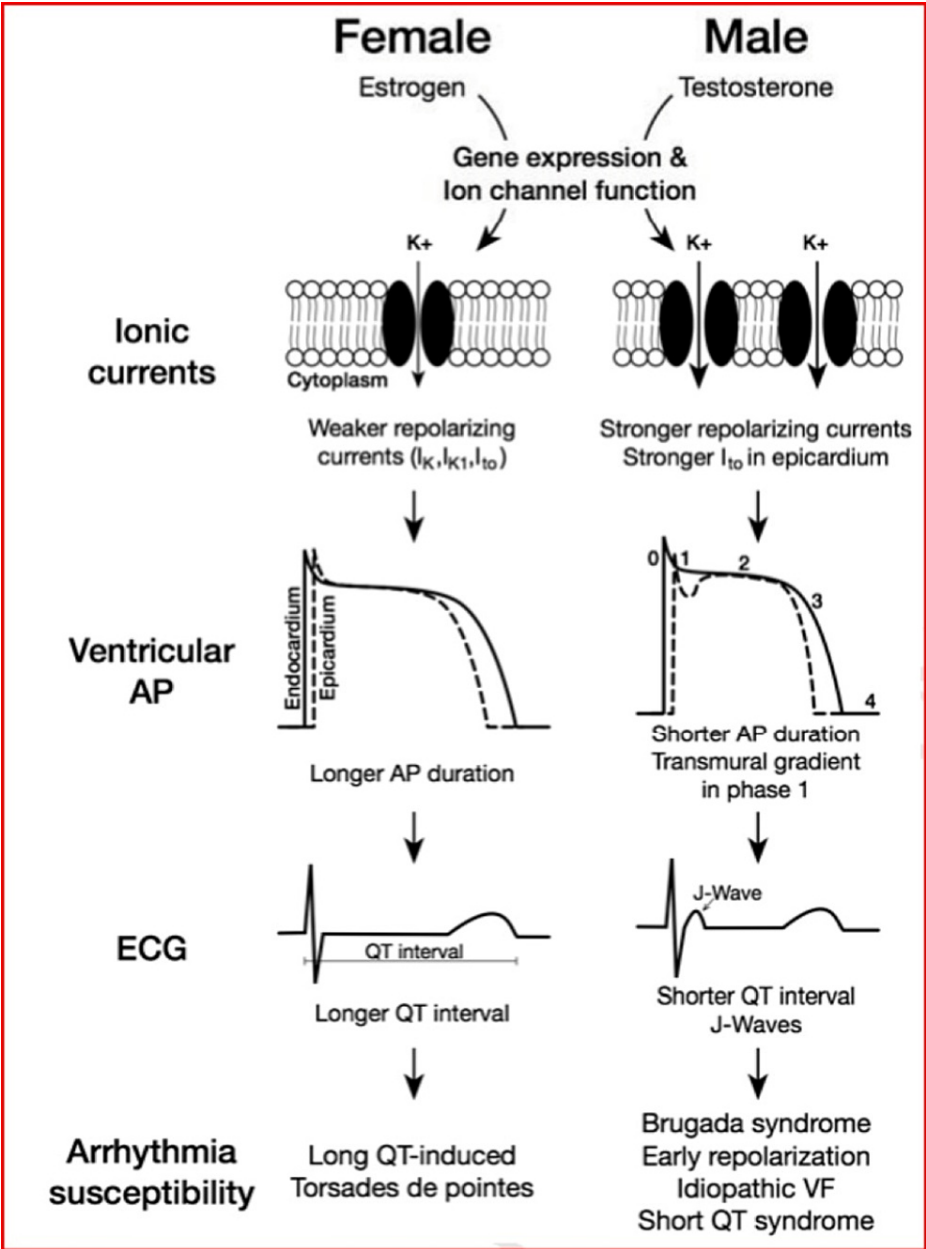 Female
Male
Estrogen
Testosterone
Gene expression &
Ion channel function
K+
K+
K+
Ionic
currents
Cytoplasm
Weaker repolarizing
currents (IK,IK1,Ito)
Stronger repolarizing currents
Stronger Ito in epicardium
Ventricular
AP
Endocardium
Epicardium
0
1
2
3
4
Longer AP duration
Shorter AP duration
Transmural gradient
in phase 1
ECG
QT interval
Longer QT interval
J-Wave
Shorter QT interval
J-Waves
Arrhythmia
susceptibility
Long QT-induced
Torsades de pointes
Brugada syndrome
Early repolarization
Idiopathic VF
Short QT syndrome